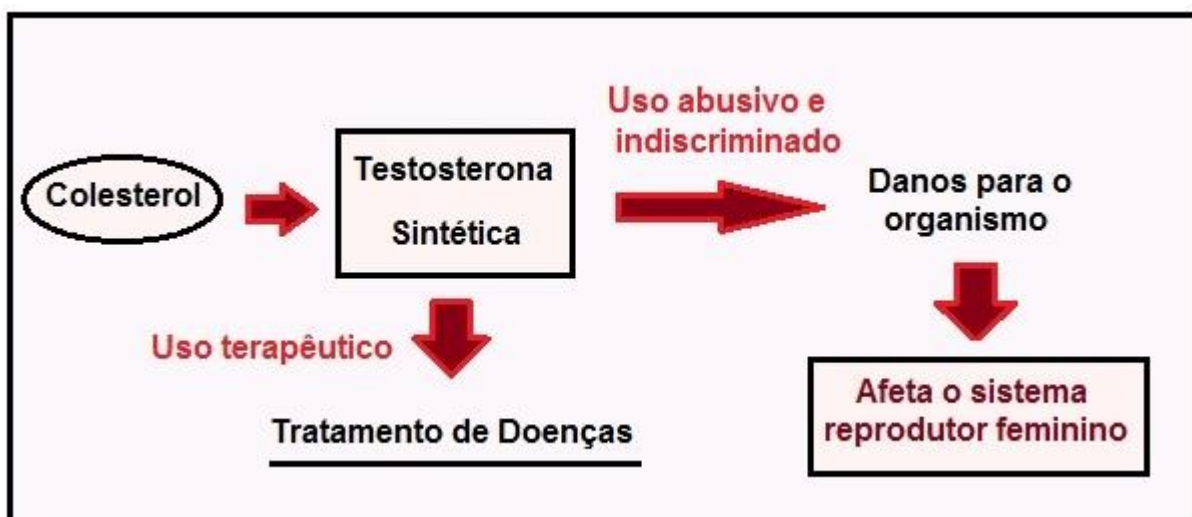 Uso abusivo e
indiscriminado
Colesterol
Testosterona
Sintética
Danos para o
organismo
Uso terapêutico
Tratamento de Doenças
Afeta o sistema
reprodutor feminino